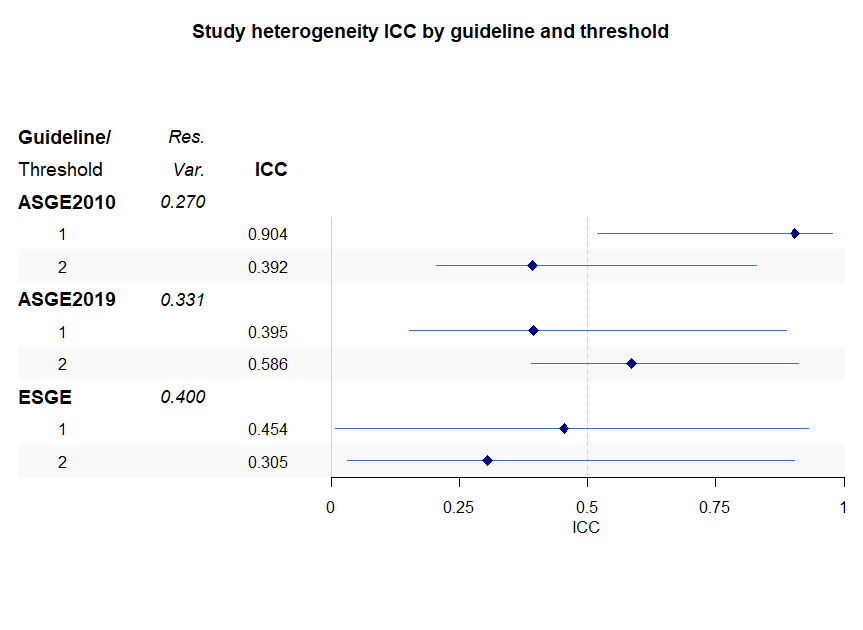 Study heterogeneity ICC by guideline and threshold
Guideline/ Res.
Threshold Var. ICC
ASGE2010 0.270
1 0.904
2 0.392
ASGE2019 0.331
1 0.395
2 0.586
ESGE 0.400
1 0.454
2 0.305
0 0.25 0.5 0.75 1
ICC